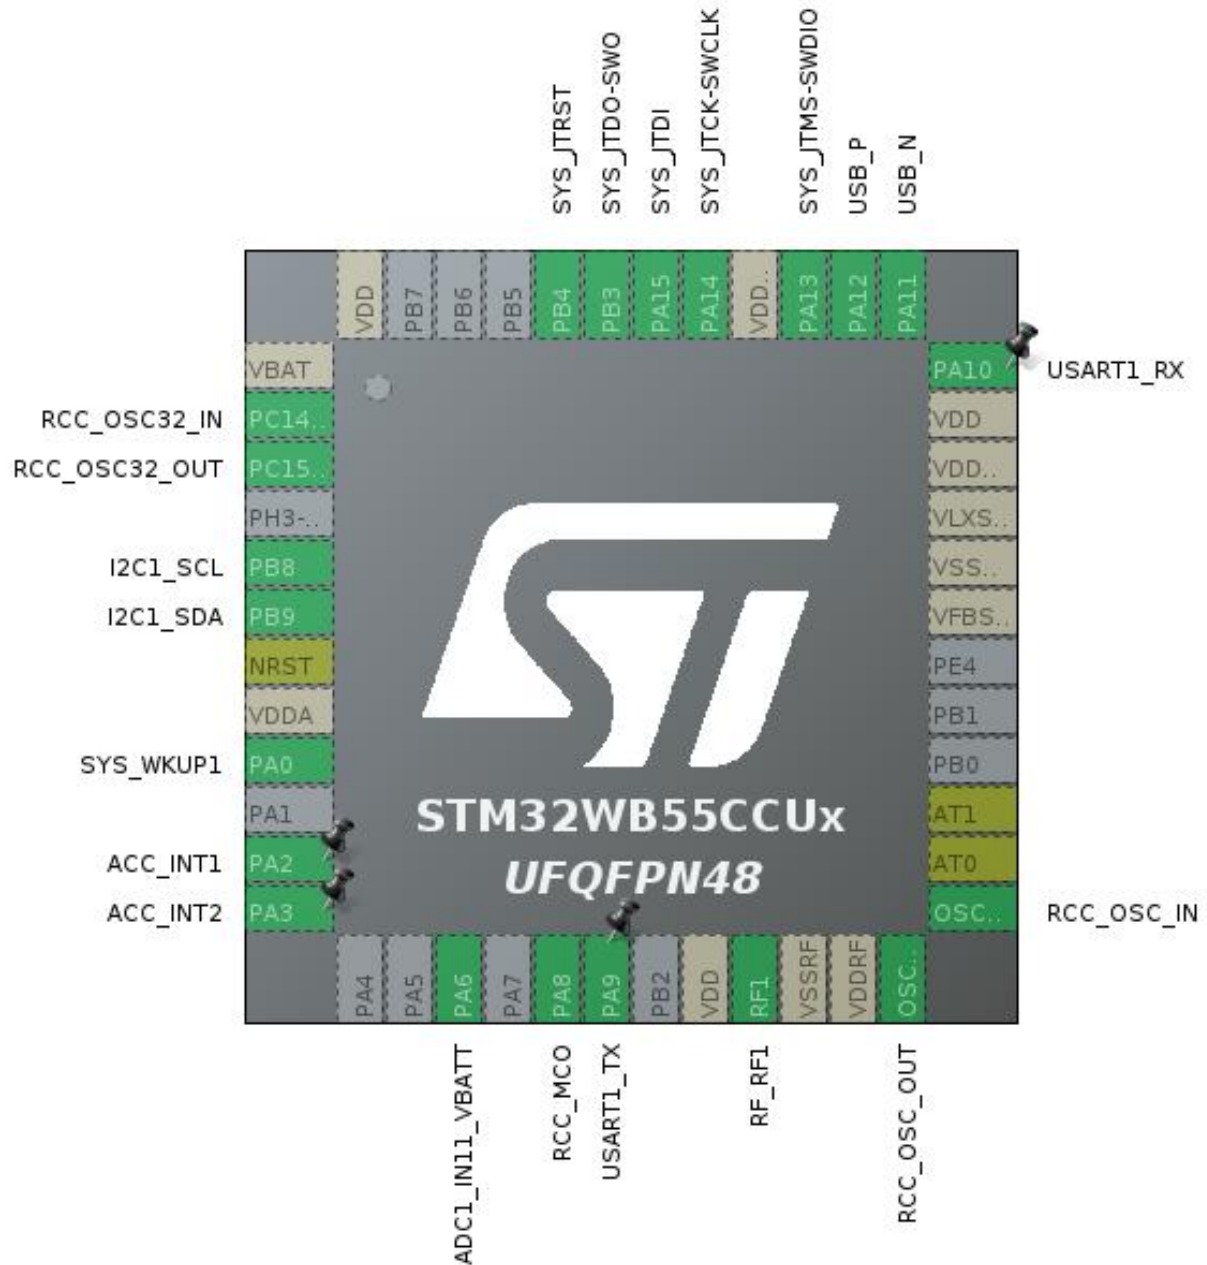 SYS_JTRST
SYS_JTDO-SWO
SYS_JTDI
SYS_JTCK-SWCLK
SYS_JTMS-SWDIO
USB_P
USB_N
VDD
PB7
PB6
PB5
PB4
PB3
PA15
PA14
VDD..
PA13
PA12
PA11
VBAT
RCC_OSC32_IN PC14..
RCC_OSC32_OUT PC15..
PH3-..
I2C1_SCL PB8
I2C1_SDA PB9
NRST
VDDA
SYS_WKUP1 PA0
PA1
ACC_INT1 PA2
ACC_INT2 PA3
STM32WB55CCUx
UFQFPN48
PA10 USART1_RX
VDD
VDD..
VLXS..
VSS..
VFBS..
PE4
PB1
PB0
AT1
AT0
OSC.. RCC_OSC_IN
PA4
PA5
PA6
PA7
PA8
PA9
PB2
VDD
RF1
VSSRF
VDDRF
OSC..
ADC1_IN11_VBATT
RCC_MCO
USART1_TX
RF_RF1
RCC_OSC_OUT